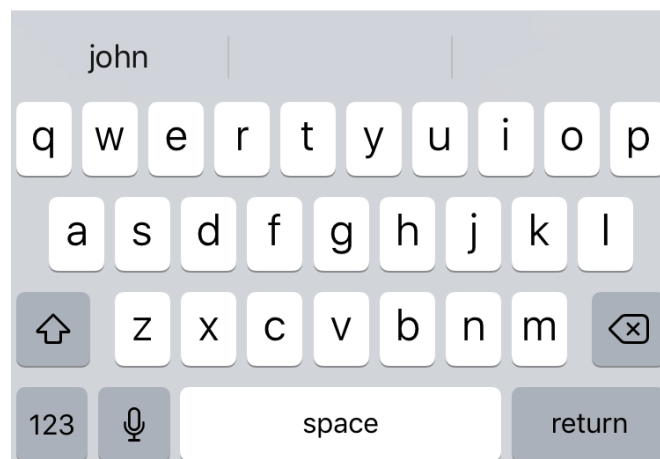 john
q w e r t y u i o p
a s d f g h j k l
z x c v b n m
123 space return